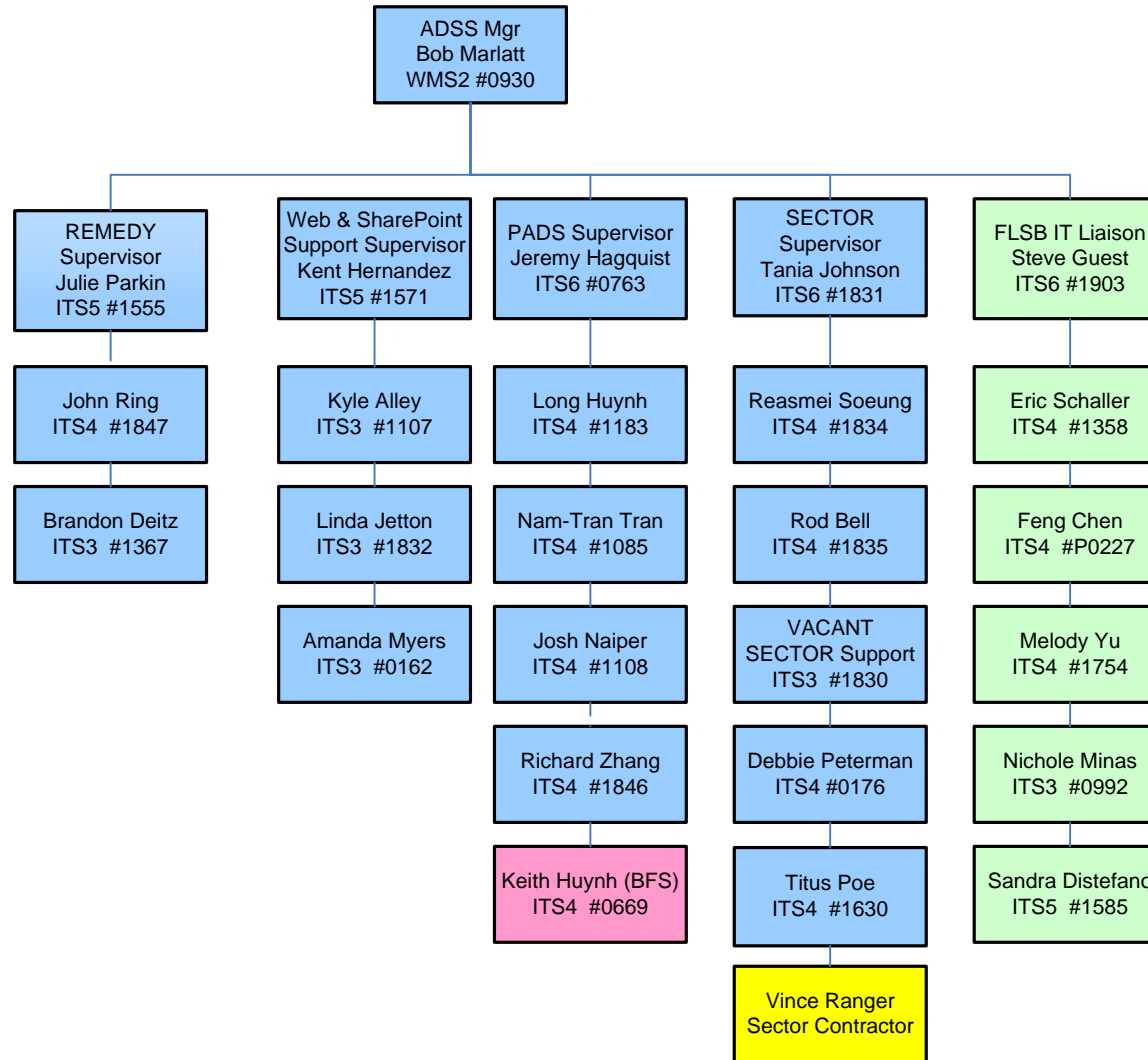 ADSS Mgr
Bob Marlatt
WMS2 #0930
REMEDY
Supervisor
Julie Parkin
ITS5 #1555
John Ring
ITS4 #1847
Brandon Deitz
ITS3 #1367
Web & SharePoint
Support Supervisor
Kent Hernandez
ITS5 #1571
Kyle Alley
ITS3 #1107
Linda Jetton
ITS3 #1832
Amanda Myers
ITS3 #0162
PADS Supervisor
Jeremy Hagquist
ITS6 #0763
Long Huynh
ITS4 #1183
Nam-Tran Tran
ITS4 #1085
Josh Naiper
ITS4 #1108
Richard Zhang
ITS4 #1846
Keith Huynh (BFS)
ITS4 #0669
SECTOR
Supervisor
Tania Johnson
ITS6 #1831
Reasmei Soeung
ITS4 #1834
Rod Bell
ITS4 #1835
VACANT
SECTOR Support
ITS3 #1830
Debbie Peterman
ITS4 #0176
Titus Poe
ITS4 #1630
Vince Ranger
Sector Contractor
FLSB IT Liaison
Steve Guest
ITS6 #1903
Eric Schaller
ITS4 #1358
Feng Chen
ITS4 #P0227
Melody Yu
ITS4 #1754
Nichole Minas
ITS3 #0992
Sandra Distefano
ITS5 #1585